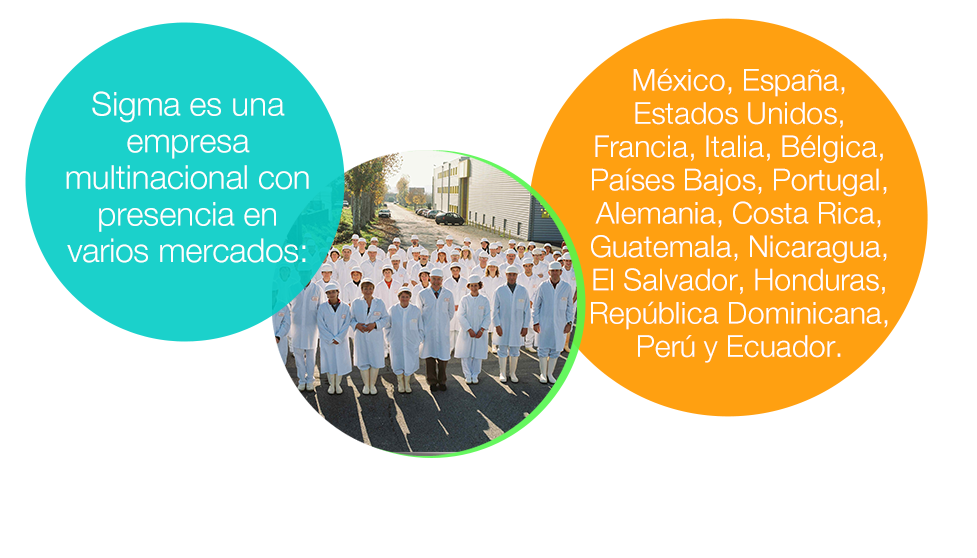 Sigma es una
empresa
multinacional con
presencia en
varios mercados:
México, España,
Estados Unidos,
Francia, Italia, Bélgica,
Países Bajos, Portugal,
Alemania, Costa Rica,
Guatemala, Nicaragua,
El Salvador, Honduras,
República Dominicana,
Perú y Ecuador.